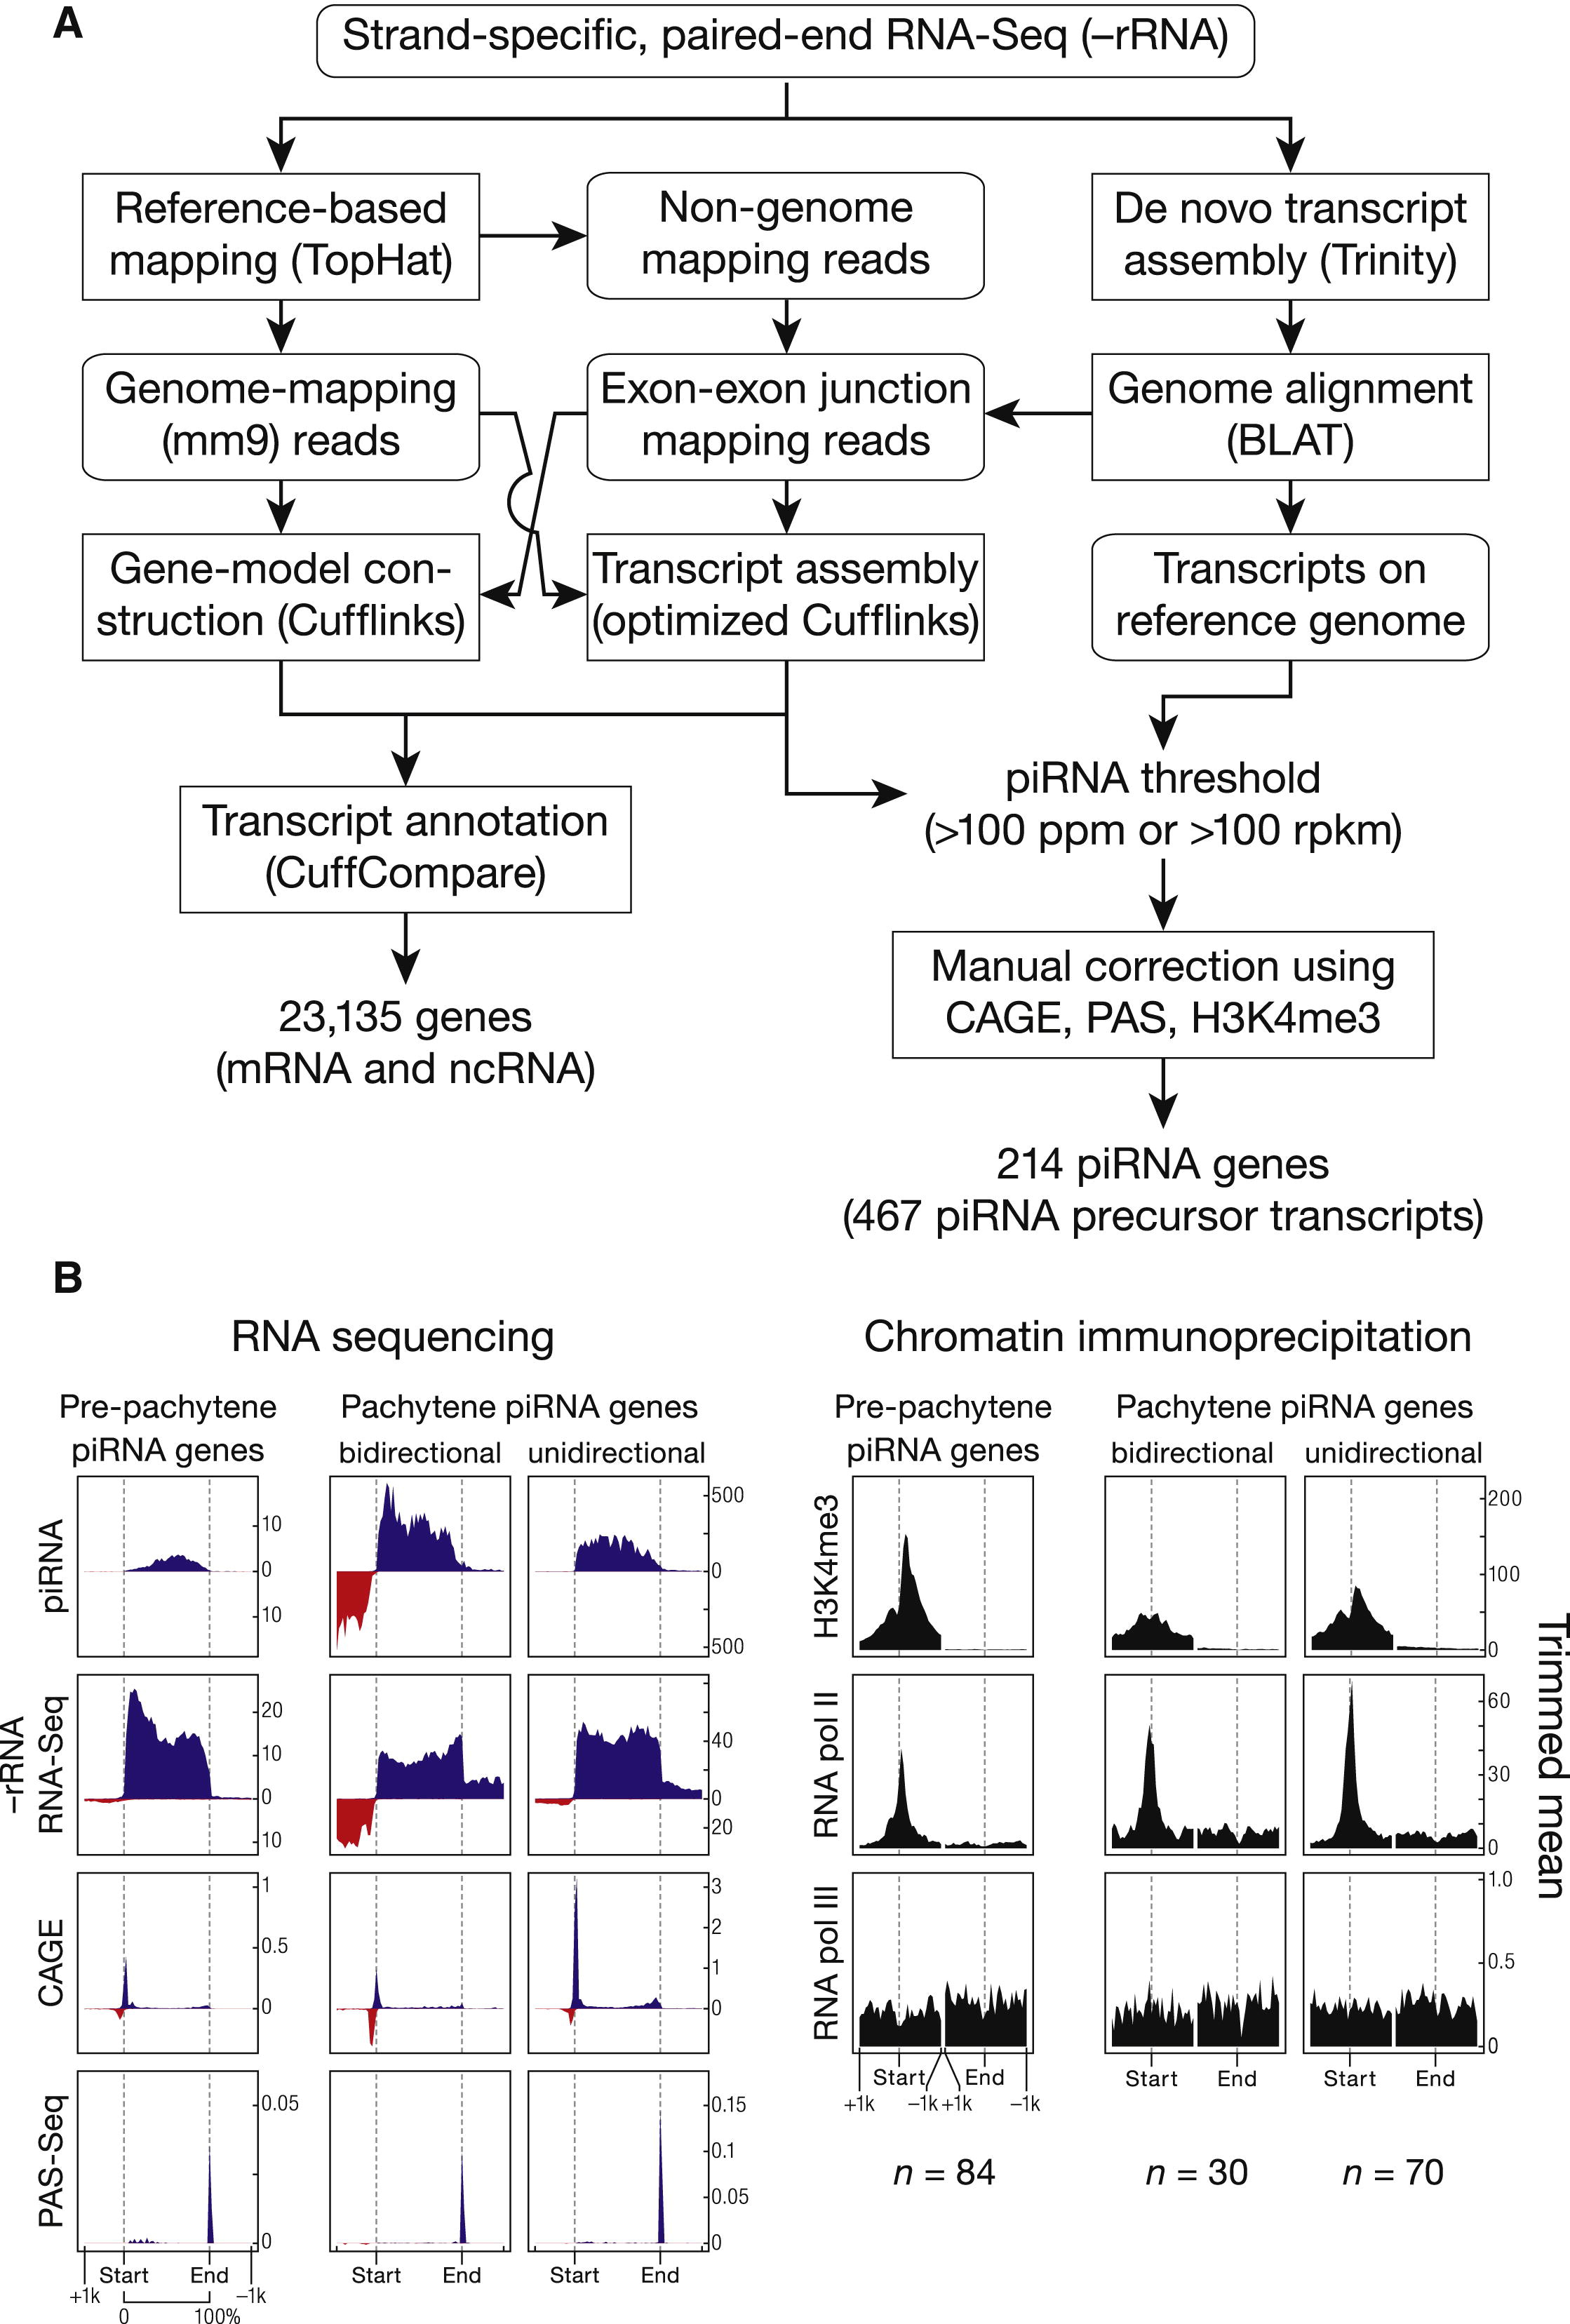 A
Strand-specific, paired-end RNA-Seq (–rRNA)
Reference-based
mapping (TopHat)
Non-genome
mapping reads
De novo transcript
assembly (Trinity)
Genome-mapping
(mm9) reads
Exon-exon junction
mapping reads
Genome alignment
(BLAT)
Gene-model con-
struction (Cufflinks)
Transcript assembly
(optimized Cufflinks)
Transcripts on
reference genome
Transcript annotation
(CuffCompare)
piRNA threshold
(>100 ppm or >100 rpkm)
Manual correction using
CAGE, PAS, H3K4me3
23,135 genes
(mRNA and ncRNA)
214 piRNA genes
(467 piRNA precursor transcripts)
B
RNA sequencing
Pre-pachytene
piRNA genes
Pachytene piRNA genes
bidirectional
unidirectional
piRNA
10
0
10
500
0
500
–rRNA
RNA-Seq
20
10
0
10
40
0
20
CAGE
1
0.5
0
3
2
1
0
PAS-Seq
0.05
0
0.15
0.1
0.05
0
Start
End
+1k
–1k
0
100%
Start
End
Start
End
Chromatin immunoprecipitation
Pre-pachytene
piRNA genes
Pachytene piRNA genes
bidirectional
unidirectional
H3K4me3
200
100
0
RNA pol II
60
30
0
RNA pol III
1.0
0.5
0
Trimmed mean
Start
End
+1k
–1k
+1k
–1k
Start
End
Start
End
n = 84
n = 30
n = 70